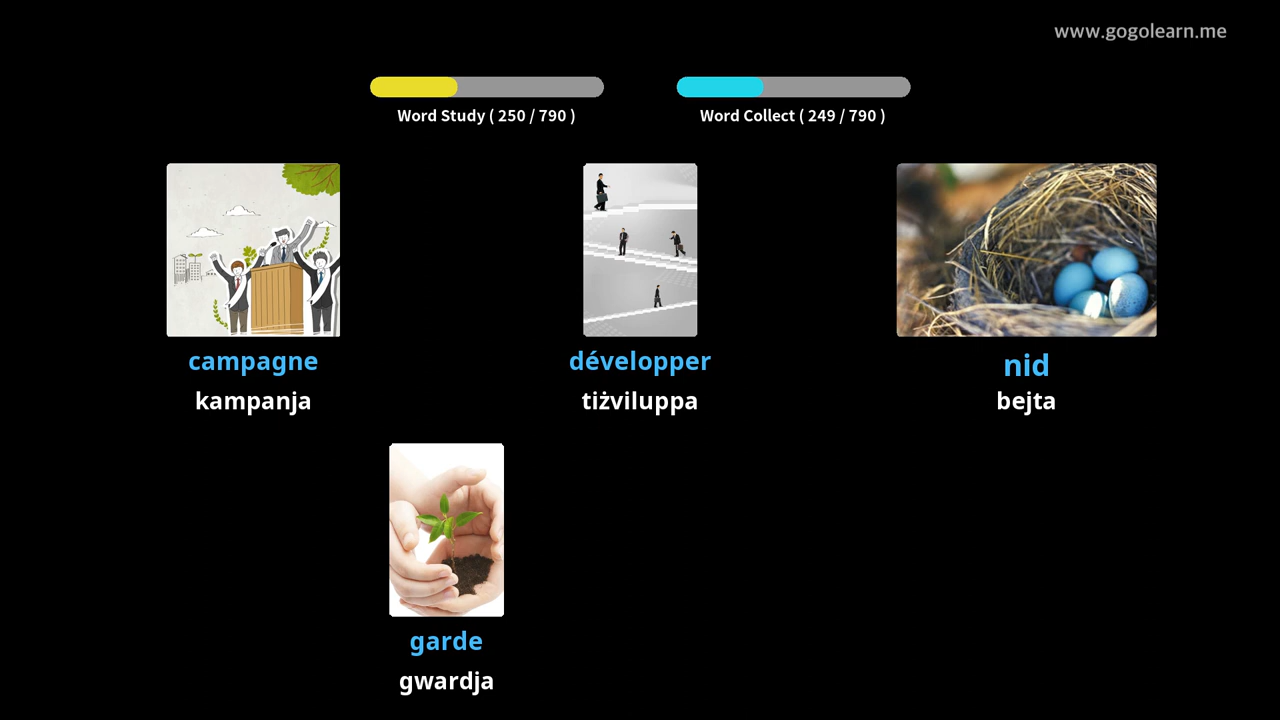 www.gogolearn.me
Word Study ( 250 / 790 )
Word Collect ( 249 / 790 )
campagne
kampanja
développer
tiżviluppa
nid
bejta
garde
gwardja